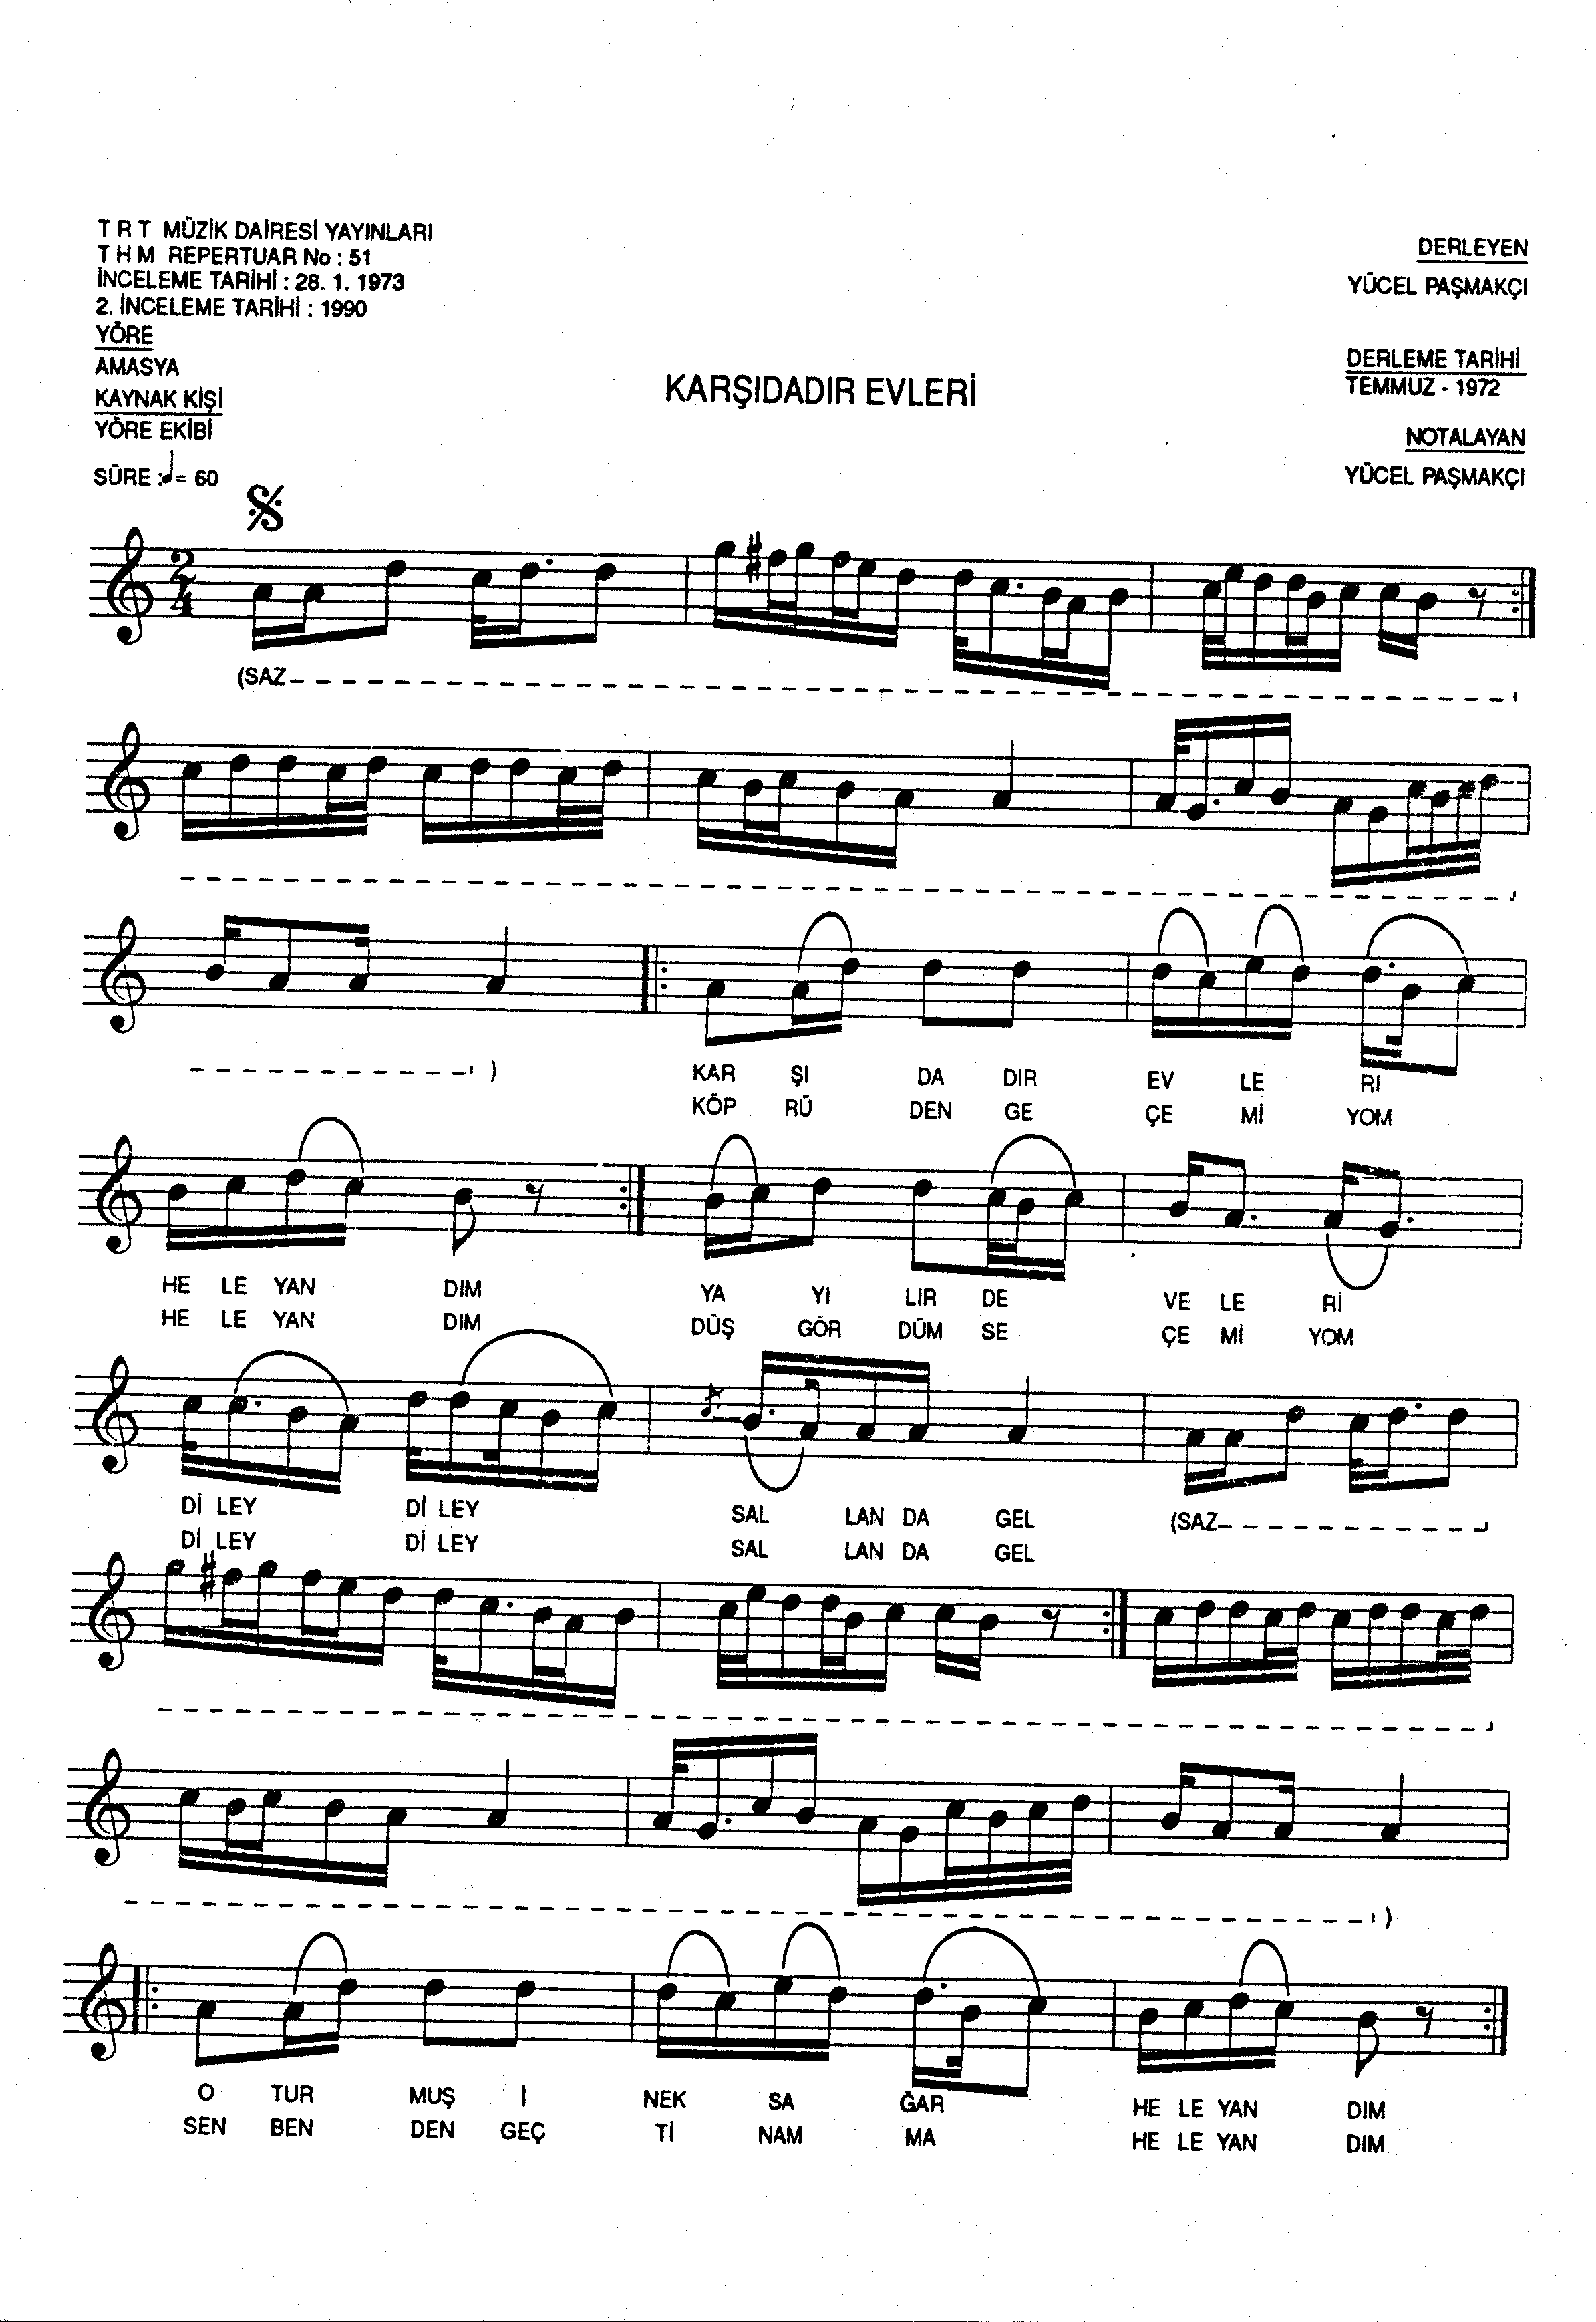 T R T MÜZİK DAİRESİ YAYINLARI
T H M REPERTUAR No : 51
İNCELEME TARİHİ : 28. 1. 1973
2. İNCELEME TARİHİ : 1990
YÖRE
AMASYA
KAYNAK KİŞİ
YÖRE EKİBİ
SÜRE : ♩= 60
KARŞIDADIR EVLERİ
DERLEYEN
YÜCEL PAŞMAKÇI
DERLEME TARİHİ
TEMMUZ - 1972
NOTALAYAN
YÜCEL PAŞMAKÇI
2
4
(SAZ
)
KAR ŞI DA DIR EV LE Rİ
KÖP RÜ DEN GE ÇE Mİ YOM
HE LE YAN DIM YA YI LIR DE VE LE Rİ
HE LE YAN DIM DÜŞ GÖR DÜM SE ÇE Mİ YOM
Dİ LEY Dİ LEY SAL LAN DA GEL (SAZ
Dİ LEY Dİ LEY SAL LAN DA GEL
)
O TUR MUŞ İ NEK SA ĞAR HE LE YAN DIM
SEN BEN DEN GEÇ Tİ NAM MA HE LE YAN DIM